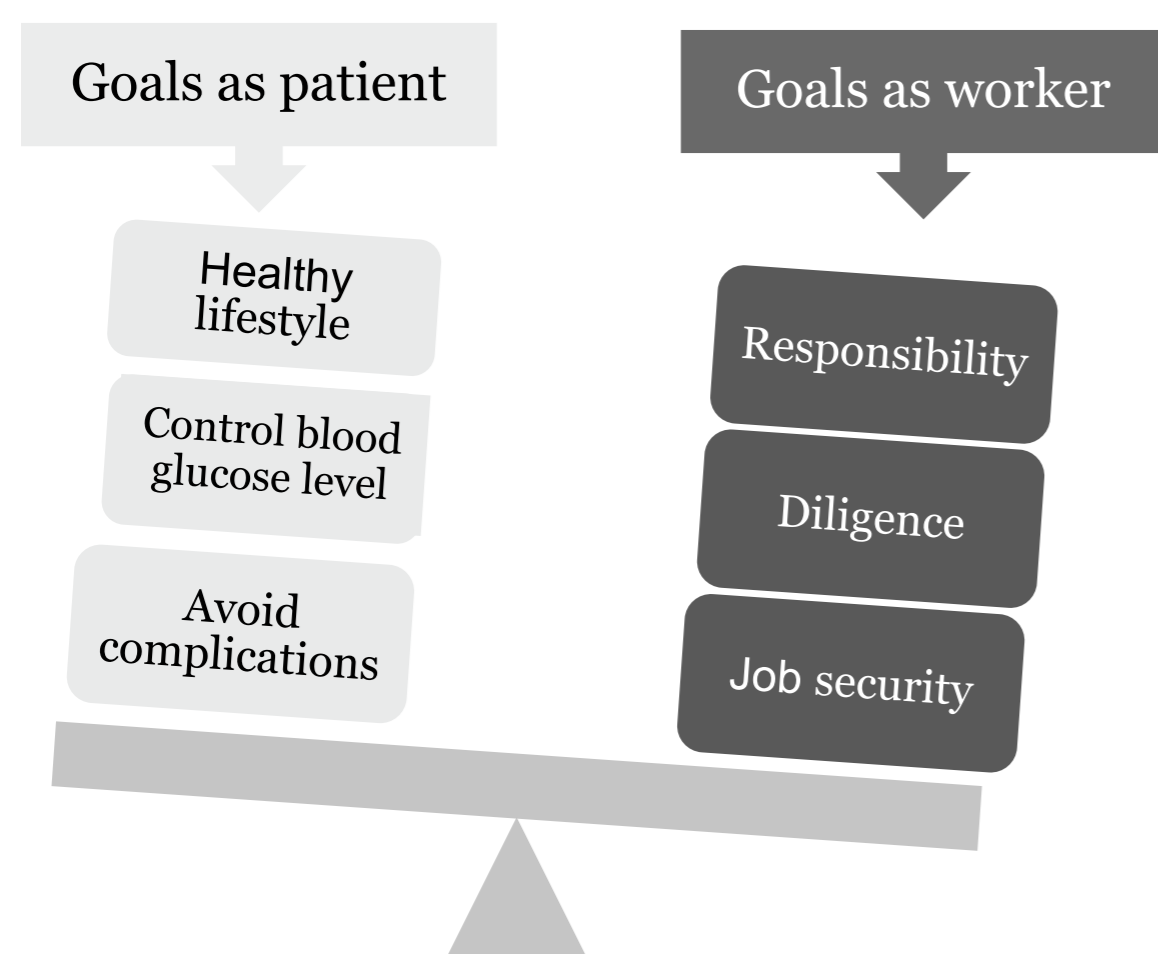 Goals as patient
Healthy
lifestyle
Control blood
glucose level
Avoid
complications
Goals as worker
Responsibility
Diligence
Job security